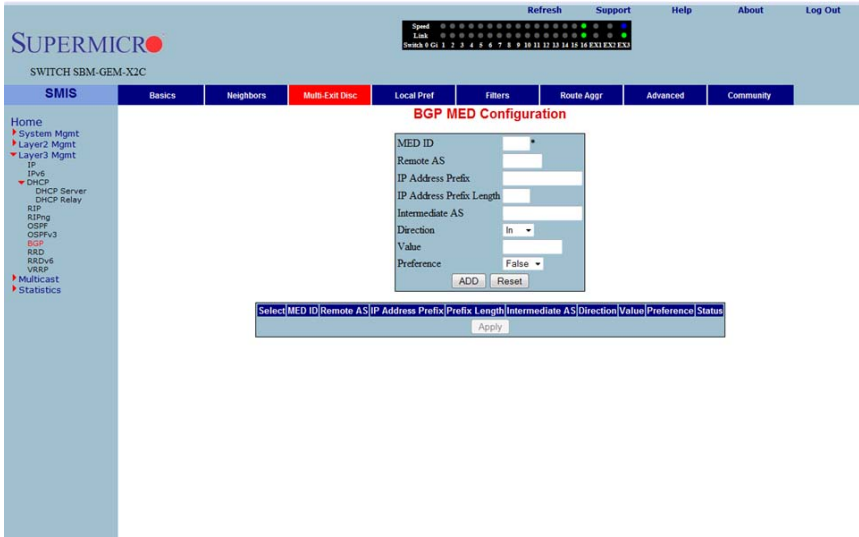 Refresh Support Help About Log Out
Speed
Link
Switch 0 Gi 1 2 3 4 5 6 7 8 9 10 11 12 13 14 15 16 EX1 EX2 EX3
SUPERMICRO
SWITCH SBM-GEM-X2C
SMIS Basics Neighbors Multi-Exit Disc Local Pref Filters Route Aggr Advanced Community
Home
System Mgmt
Layer2 Mgmt
Layer3 Mgmt
IP
IPv6
DHCP
DHCP Server
DHCP Relay
RIP
RIPng
OSPF
OSPFv3
BGP
RRD
RRDv6
VRRP
Multicast
Statistics
BGP MED Configuration
MED ID *
Remote AS
IP Address Prefix
IP Address Prefix Length
Intermediate AS
Direction In
Value
Preference False
ADD Reset
Select MED ID Remote AS IP Address Prefix Prefix Length Intermediate AS Direction Value Preference Status
Apply